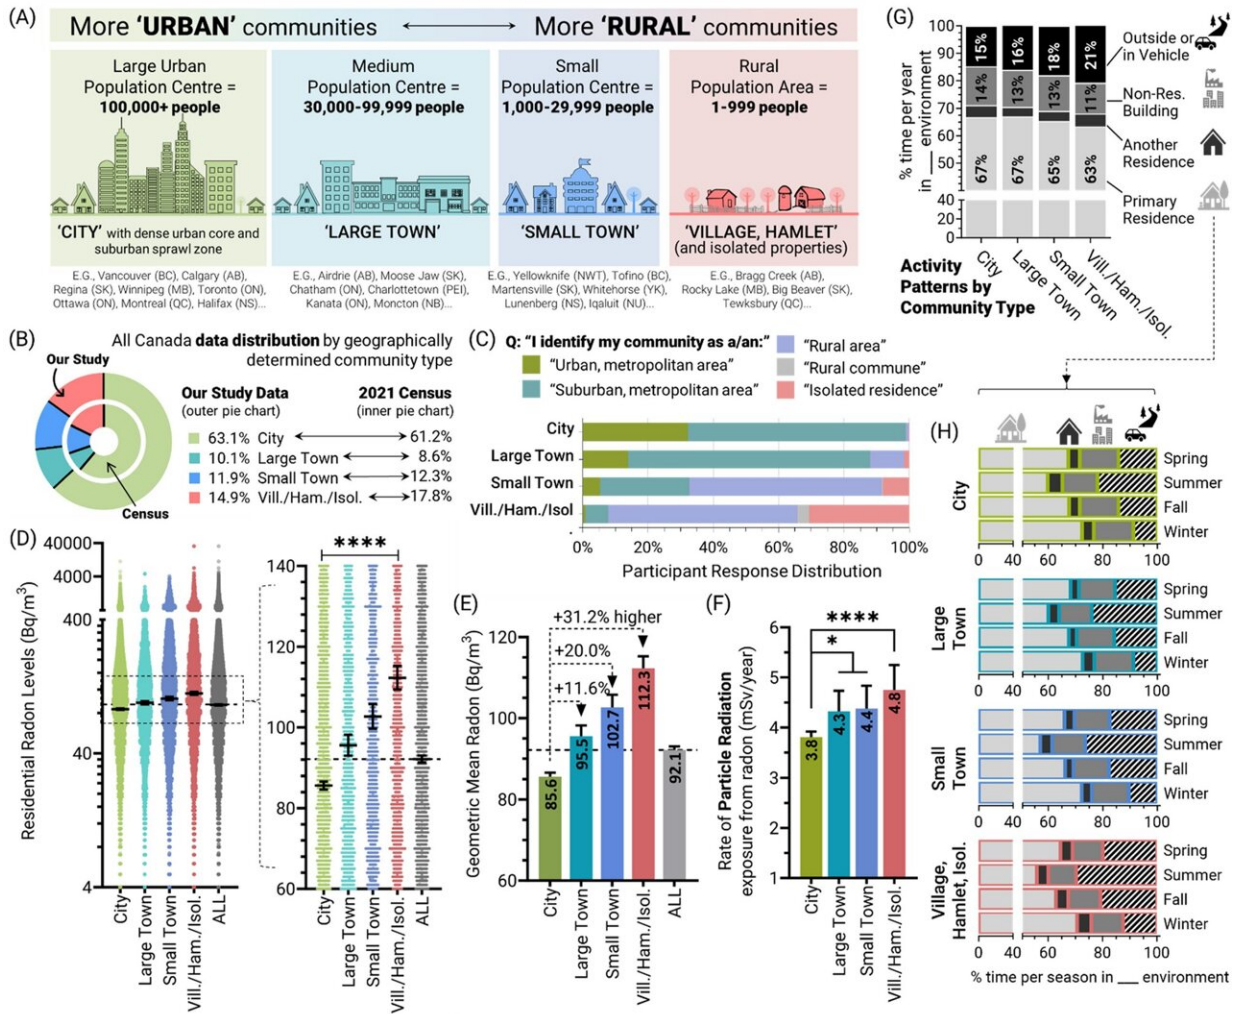 (A)
More ‘URBAN’ communities
More ‘RURAL’ communities
Large Urban
Population Centre =
100,000+ people
‘CITY’ with dense urban core and
suburban sprawl zone
E.G., Vancouver (BC), Calgary (AB),
Regina (SK), Winnipeg (MB), Toronto (ON),
Ottawa (ON), Montreal (QC), Halifax (NS)...
Medium
Population Centre =
30,000-99,999 people
‘LARGE TOWN’
E.G., Airdrie (AB), Moose Jaw (SK),
Chatham (ON), Charlottetown (PEI),
Kanata (ON), Moncton (NB)...
Small
Population Centre =
1,000-29,999 people
‘SMALL TOWN’
E.G., Yellowknife (NWT), Tofino (BC),
Martensville (SK), Whitehorse (YK),
Lunenberg (NS), Iqaluit (NU)...
Rural
Population Area =
1-999 people
‘VILLAGE, HAMLET’
(and isolated properties)
E.G., Bragg Creek (AB),
Rocky Lake (MB), Big Beaver (SK),
Tewksbury (QC)...
(B)
All Canada data distribution by geographically
determined community type
Our Study
Census
Our Study Data
(outer pie chart)
2021 Census
(inner pie chart)
63.1% City 61.2%
10.1% Large Town 8.6%
11.9% Small Town 12.3%
14.9% Vill./Ham./Isol. 17.8%
(C)
Q: “I identify my community as a/an:”
“Urban, metropolitan area”
“Suburban, metropolitan area”
“Rural area”
“Rural commune”
“Isolated residence”
City
Large Town
Small Town
Vill./Ham./Isol
0% 20% 40% 60% 80% 100%
Participant Response Distribution
(D)
Residential Radon Levels (Bq/m³)
40000
4000
400
40
4
City
Large Town
Small Town
Vill./Ham./Isol.
ALL
****
140
120
100
80
60
City
Large Town
Small Town
Vill./Ham./Isol.
ALL
(E)
Geometric Mean Radon (Bq/m³)
120
100
80
60
+31.2% higher
+20.0%
+11.6%
85.6
95.5
102.7
112.3
92.1
City
Large Town
Small Town
Vill./Ham./Isol.
ALL
(F)
Rate of Particle Radiation
exposure from radon (mSv/year)
6
5
4
3
2
1
****
*
3.8
4.3
4.4
4.8
City
Large Town
Small Town
Vill./Ham./Isol
(G)
% time per year
in ___ environment
100
90
80
70
60
50
40
20
0
15% 16% 18% 21%
14% 13% 13% 11%
67% 67% 65% 63%
Outside or
in Vehicle
Non-Res.
Building
Another
Residence
Primary
Residence
City
Large Town
Small Town
Vill./Ham./Isol.
Activity
Patterns by
Community Type
(H)
City
Spring
Summer
Fall
Winter
0 40 60 80 100
Large
Town
Spring
Summer
Fall
Winter
0 40 60 80 100
Small
Town
Spring
Summer
Fall
Winter
0 40 60 80 100
Village,
Hamlet, Isol.
Spring
Summer
Fall
Winter
0 40 60 80 100
% time per season in ___ environment